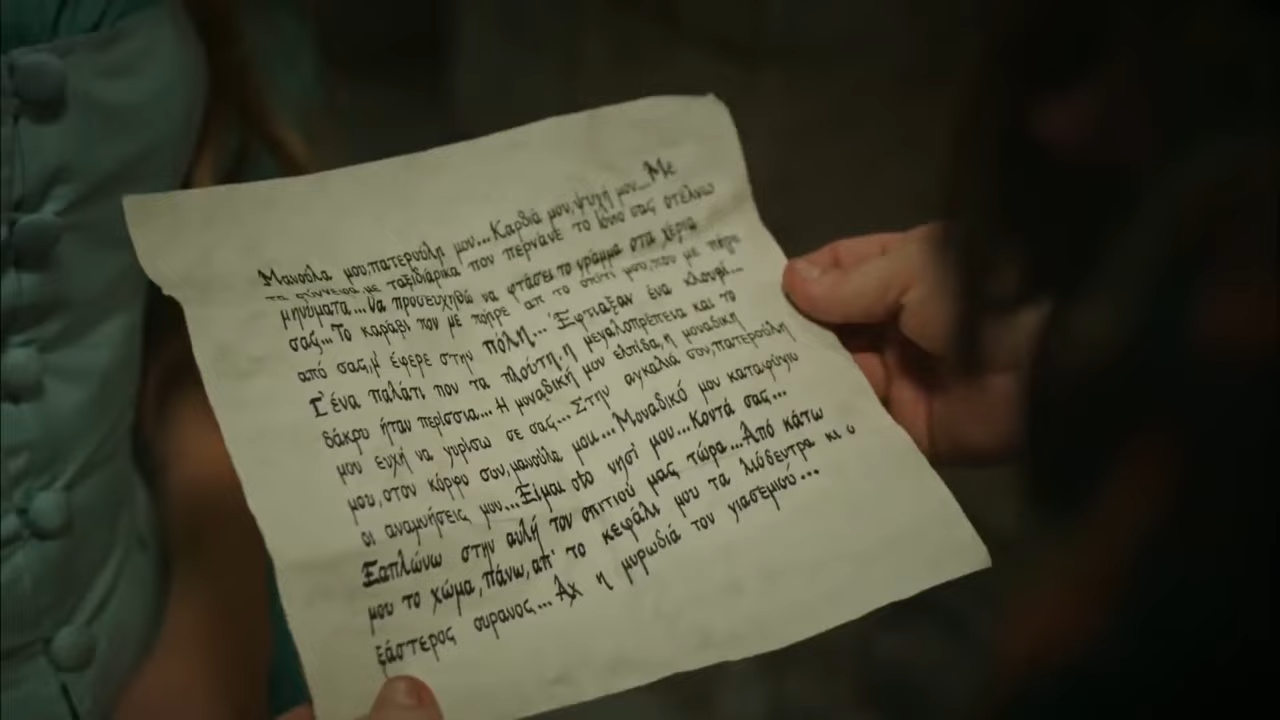 Μανούλα μου,πατερούλη μου...Καρδιά μου,ψυχή μου...Με
τα σύννεφα με ταξιδιάρικα που περνάνε το σας στέλνω
μηνύματα...να προσευχηθώ να φτάσει το γράμμα στα χέρια
σας...Το καράβι που με πήρε απ το σπίτι μου,που με πήρε
από σας,μ' έφερε στην πόλη...Έφτιαξαν ένα κλουβί...
Σ'ένα παλάτι που τα πλούτη,η μεγαλοπρέπεια και το
δάκρυ ήταν περίσσια...Η μοναδική μου ελπίδα,η μοναδική
μου ευχή να γυρίσω σε σας...Στην αγκαλιά σου,πατερούλη
μου,στον κόρφο σου,μανούλα μου...Μοναδικό μου καταφύγιο
οι αναμνήσεις μου...Είμαι στο νησί μου...Κοντά σας...
Ξαπλώνω στην αυλή του σπιτιού μας τώρα...Από κάτω
μου το χώμα,πάνω,απ' το κεφάλι μου τα λιόδεντρα κι ο
ξάστερος ουρανος...Αχ η μυρωδιά του γιασεμιού...